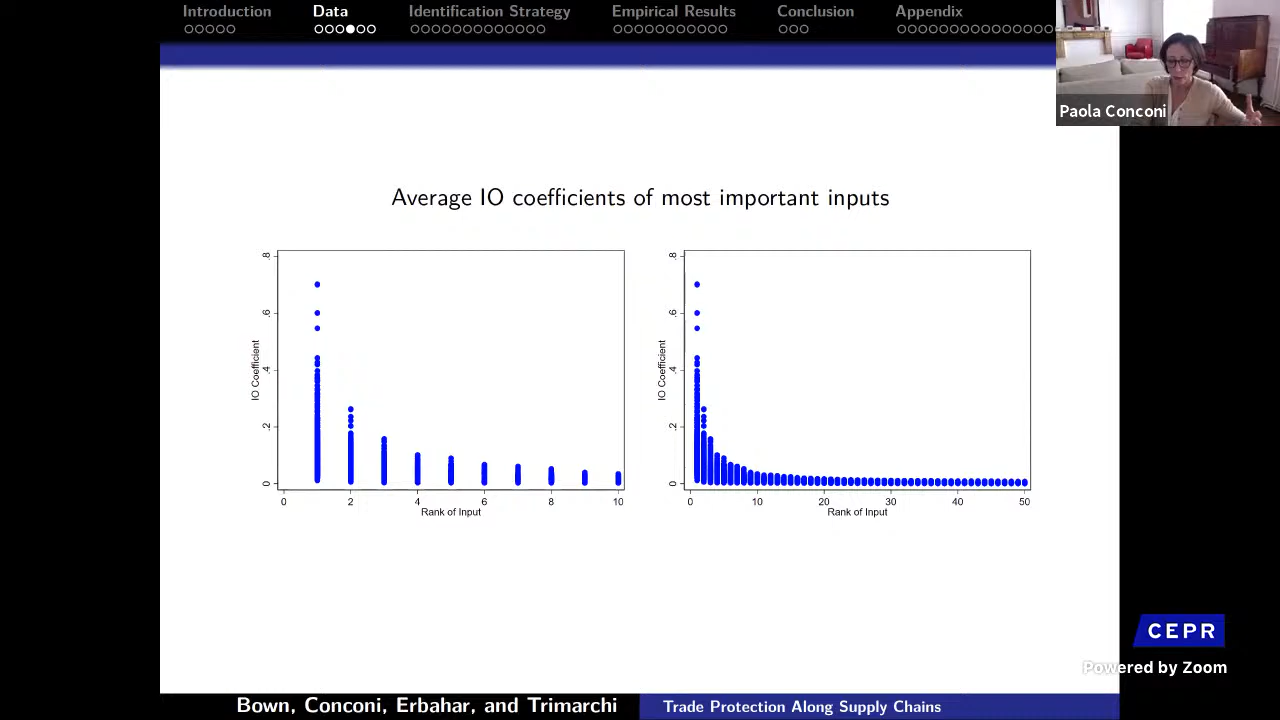 Introduction Data Identification Strategy Empirical Results Conclusion Appendix
Paola Conconi
Average IO coefficients of most important inputs
.8
.6
.4
.2
0
IO Coefficient
0 2 4 6 8 10
Rank of Input
.8
.6
.4
.2
0
IO Coefficient
0 10 20 30 40 50
Rank of Input
CEPR
Powered by Zoom
Bown, Conconi, Erbahar, and Trimarchi Trade Protection Along Supply Chains